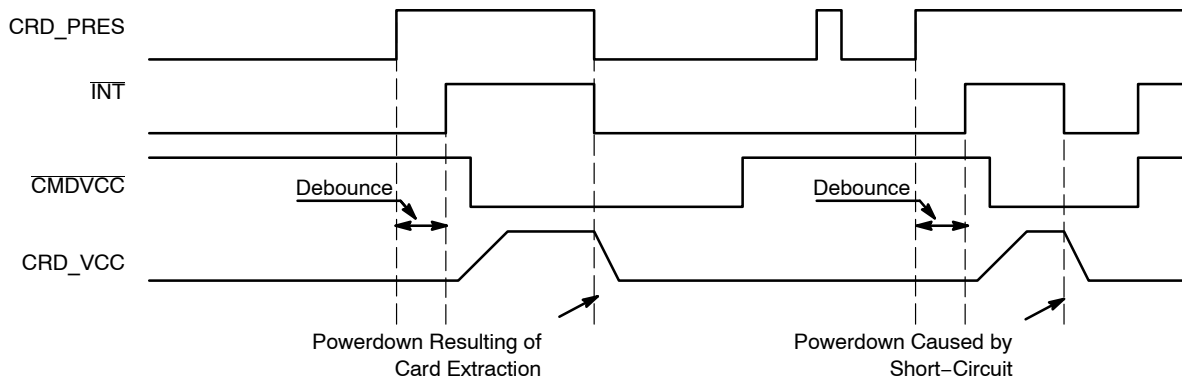 CRD_PRES
INT
CMDVCC
Debounce
Debounce
CRD_VCC
Powerdown Resulting of
Card Extraction
Powerdown Caused by
Short−Circuit